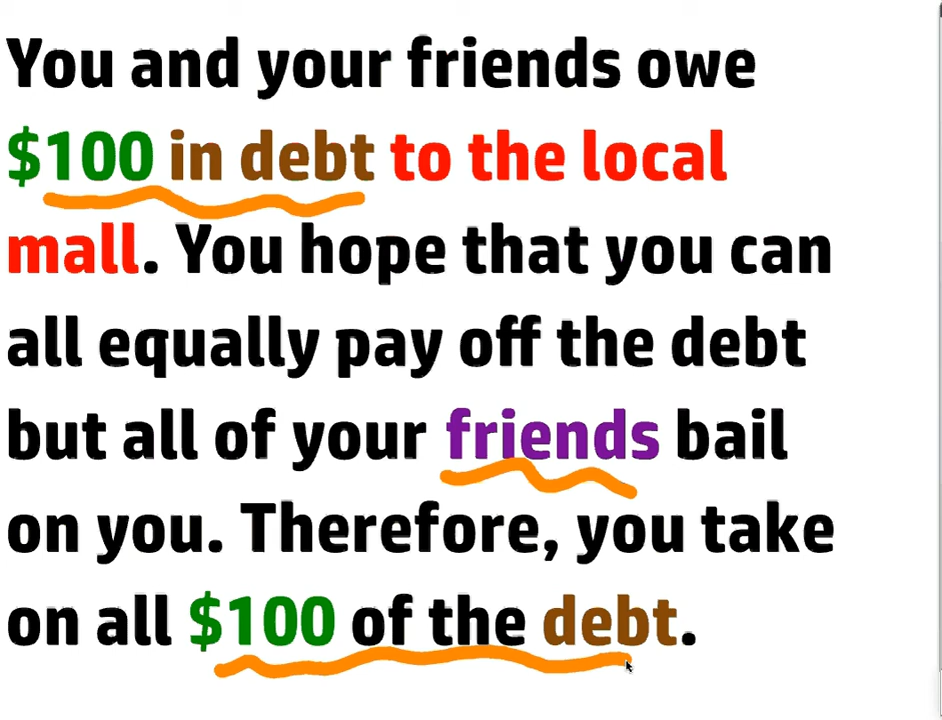 You and your friends owe
$100 in debt to the local
mall. You hope that you can
all equally pay off the debt
but all of your friends bail
on you. Therefore, you take
on all $100 of the debt.